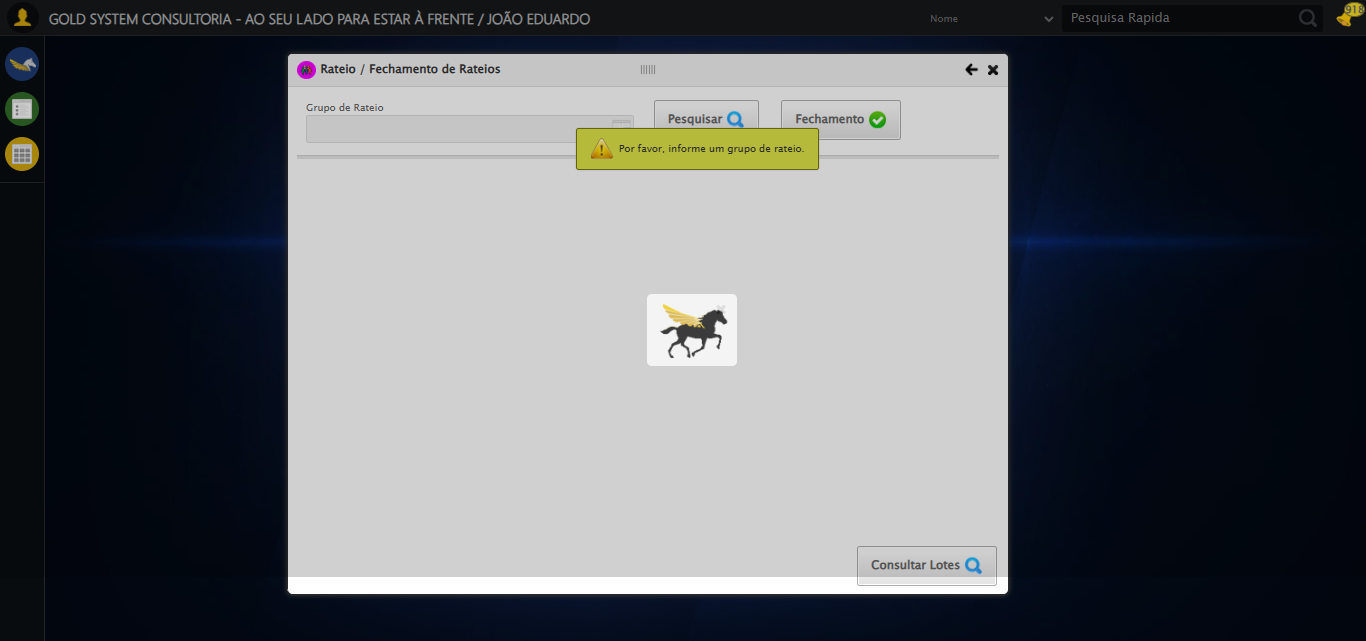 GOLD SYSTEM CONSULTORIA - AO SEU LADO PARA ESTAR À FRENTE / JOÃO EDUARDO
Nome
Pesquisa Rapida
918
Rateio / Fechamento de Rateios
Grupo de Rateio
Pesquisar
Fechamento
Por favor, informe um grupo de rateio.
Consultar Lotes